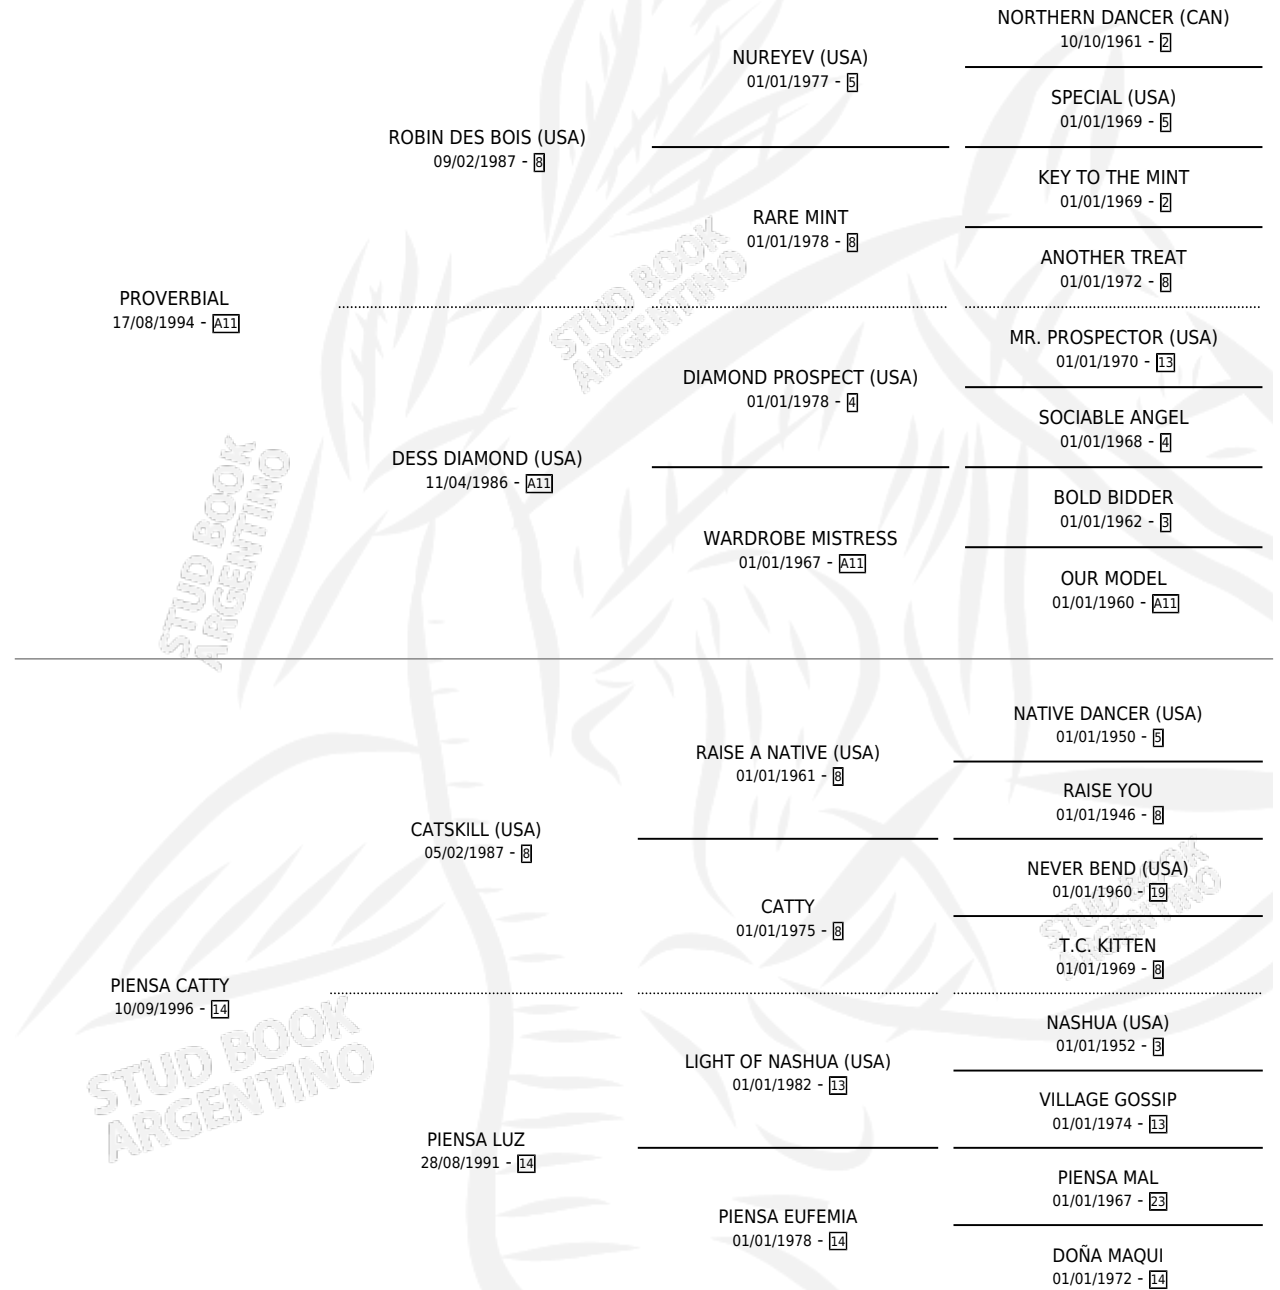 NORTHERN DANCER (CAN)
10/10/1961 - 2
NUREYEV (USA)
01/01/1977 - 5
SPECIAL (USA)
01/01/1969 - 5
ROBIN DES BOIS (USA)
09/02/1987 - 8
KEY TO THE MINT
01/01/1969 - 2
RARE MINT
01/01/1978 - 8
ANOTHER TREAT
01/01/1972 - 8
PROVERBIAL
17/08/1994 - A11
STUD BOOK
ARGENTINO
MR. PROSPECTOR (USA)
01/01/1970 - 13
DIAMOND PROSPECT (USA)
01/01/1978 - 4
SOCIABLE ANGEL
01/01/1968 - 4
DESS DIAMOND (USA)
11/04/1986 - A11
BOLD BIDDER
01/01/1962 - 3
WARDROBE MISTRESS
01/01/1967 - A11
OUR MODEL
01/01/1960 - A11
STUD BOOK
ARGENTINO
NATIVE DANCER (USA)
01/01/1950 - 5
RAISE A NATIVE (USA)
01/01/1961 - 8
RAISE YOU
01/01/1946 - 8
CATSKILL (USA)
05/02/1987 - 8
NEVER BEND (USA)
01/01/1960 - 19
CATTY
01/01/1975 - 8
T.C. KITTEN
01/01/1969 - 8
STUD BOOK
ARGENTINO
PIENSA CATTY
10/09/1996 - 14
NASHUA (USA)
01/01/1952 - 3
LIGHT OF NASHUA (USA)
01/01/1982 - 13
VILLAGE GOSSIP
01/01/1974 - 13
STUD BOOK
ARGENTINO
PIENSA LUZ
28/08/1991 - 14
PIENSA MAL
01/01/1967 - 23
PIENSA EUFEMIA
01/01/1978 - 14
DOÑA MAQUI
01/01/1972 - 14